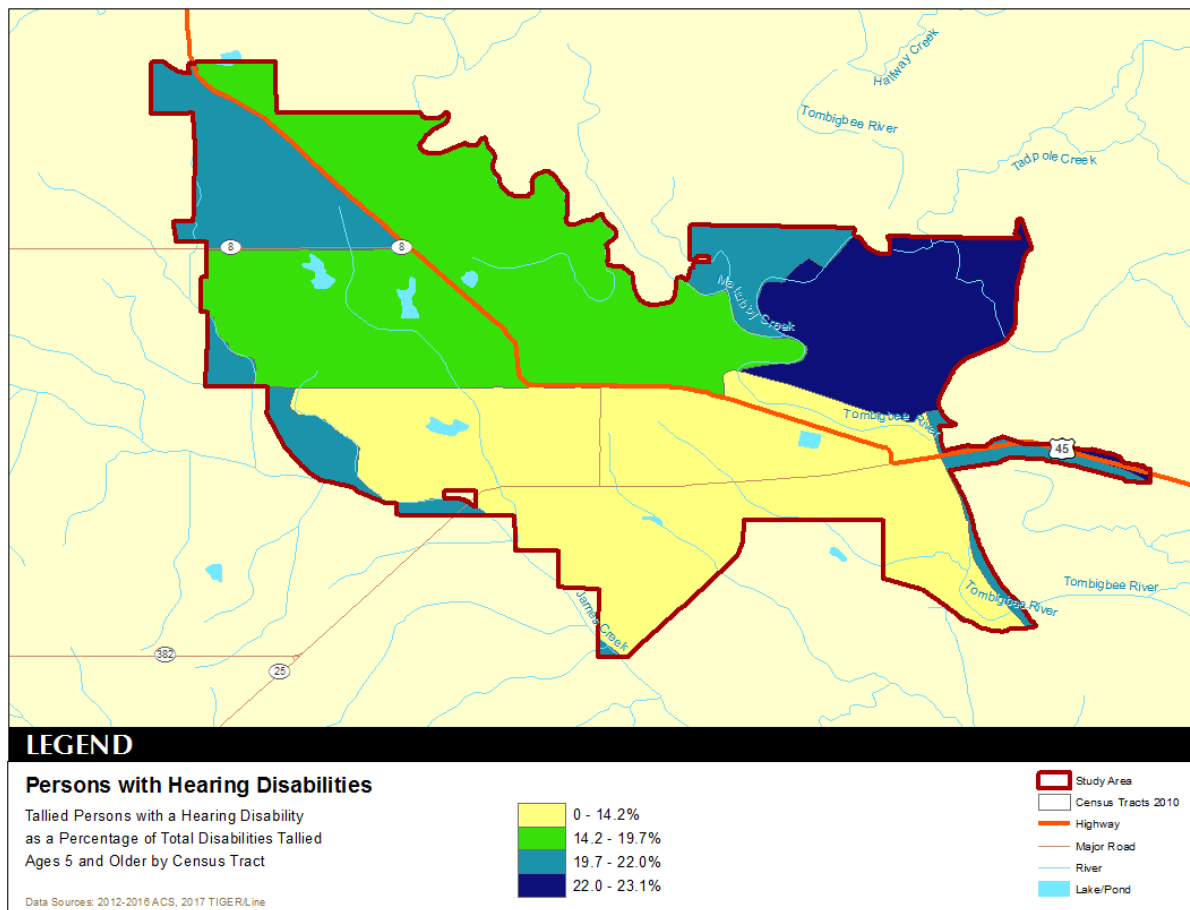 Halfway Creek
Tombigbee River
Tadpole Creek
8
8
Tombigbee River
45
Tombigbee River
Tombigbee River
James Creek
382
25
LEGEND
Persons with Hearing Disabilities
Tallied Persons with a Hearing Disability
as a Percentage of Total Disabilities Tallied
Ages 5 and Older by Census Tract
Data Sources: 2012-2016 ACS, 2017 TIGER/Line
0 - 14.2%
14.2 - 19.7%
19.7 - 22.0%
22.0 - 23.1%
Study Area
Census Tracts 2010
Highway
Major Road
River
Lake/Pond
Creek